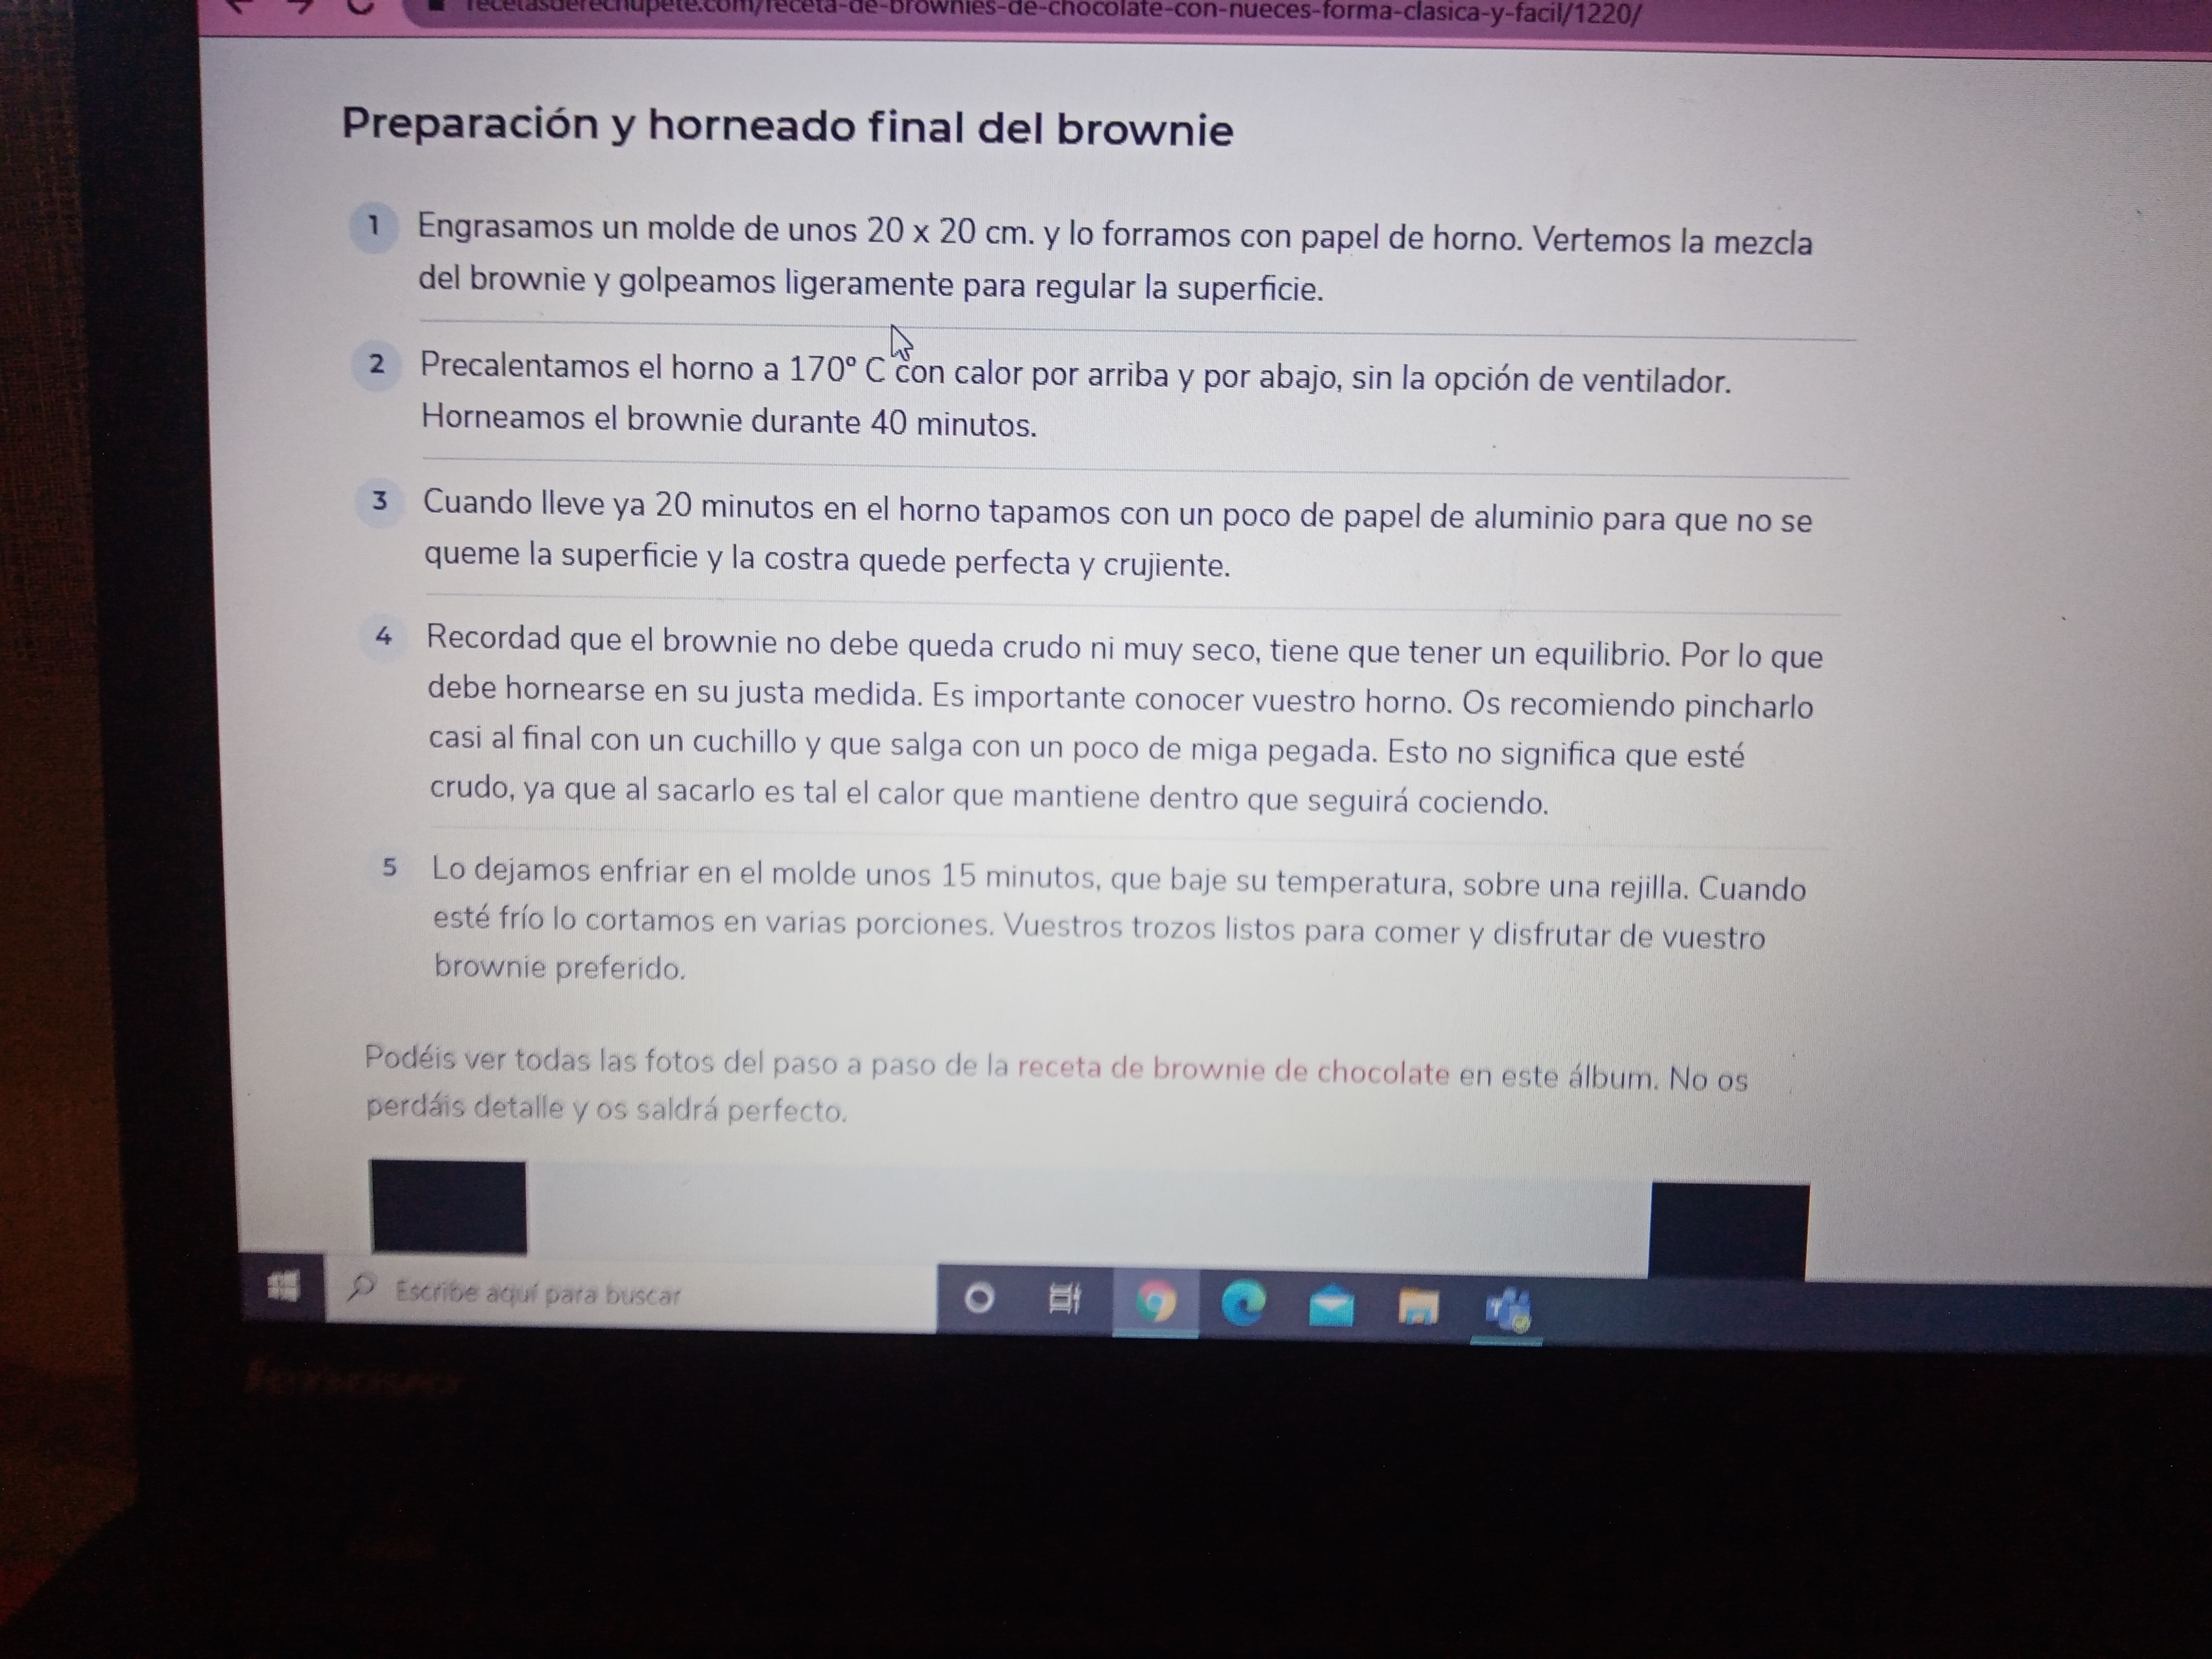 recetasderechupete.com/receta-de-brownies-de-chocolate-con-nueces-forma-clasica-y-facil/1220/
Preparación y horneado final del brownie
1 Engrasamos un molde de unos 20 x 20 cm. y lo forramos con papel de horno. Vertemos la mezcla
del brownie y golpeamos ligeramente para regular la superficie.
2 Precalentamos el horno a 170º C con calor por arriba y por abajo, sin la opción de ventilador.
Horneamos el brownie durante 40 minutos.
3 Cuando lleve ya 20 minutos en el horno tapamos con un poco de papel de aluminio para que no se
queme la superficie y la costra quede perfecta y crujiente.
4 Recordad que el brownie no debe queda crudo ni muy seco, tiene que tener un equilibrio. Por lo que
debe hornearse en su justa medida. Es importante conocer vuestro horno. Os recomiendo pincharlo
casi al final con un cuchillo y que salga con un poco de miga pegada. Esto no significa que esté
crudo, ya que al sacarlo es tal el calor que mantiene dentro que seguirá cociendo.
5 Lo dejamos enfriar en el molde unos 15 minutos, que baje su temperatura, sobre una rejilla. Cuando
esté frío lo cortamos en varias porciones. Vuestros trozos listos para comer y disfrutar de vuestro
brownie preferido.
Podéis ver todas las fotos del paso a paso de la receta de brownie de chocolate en este álbum. No os
perdáis detalle y os saldrá perfecto.
Escribe aquí para buscar
lenovo